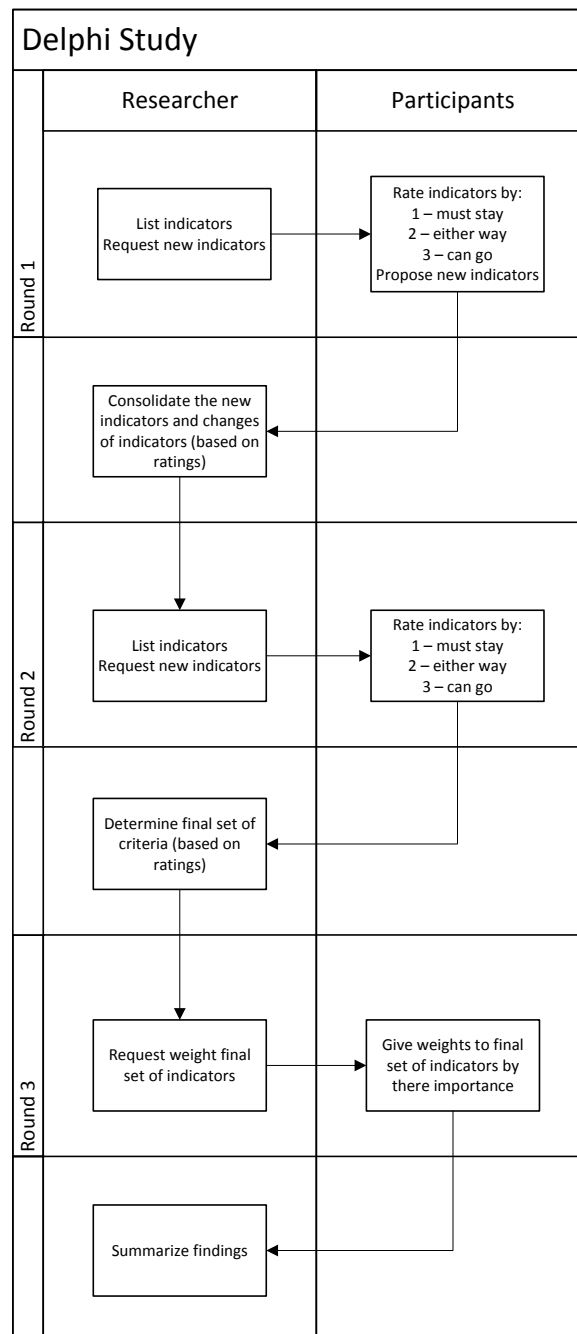 Delphi Study
Researcher
Participants
Round 1
List indicators
Request new indicators
Rate indicators by:
1 – must stay
2 – either way
3 – can go
Propose new indicators
Consolidate the new
indicators and changes
of indicators (based on
ratings)
Round 2
List indicators
Request new indicators
Rate indicators by:
1 – must stay
2 – either way
3 – can go
Determine final set of
criteria (based on
ratings)
Round 3
Request weight final
set of indicators
Give weights to final
set of indicators by
there importance
Summarize findings